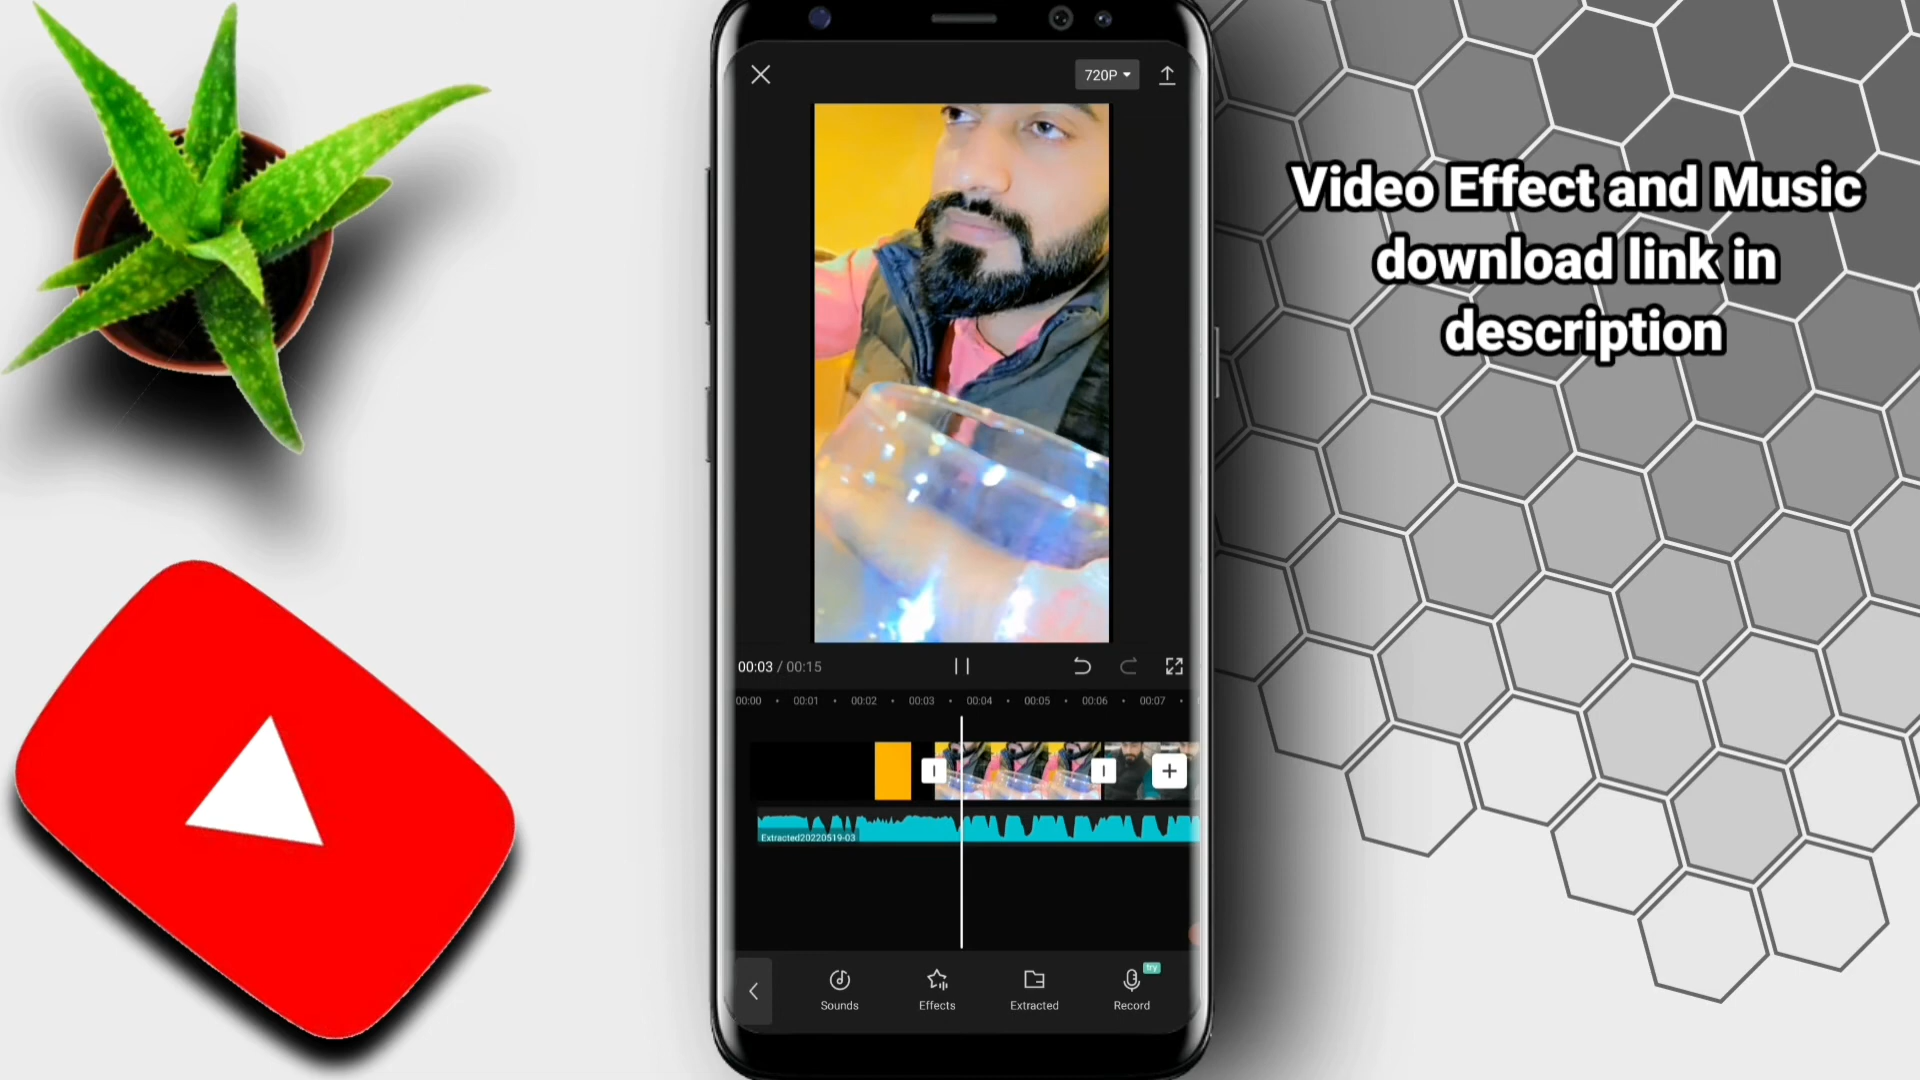 720P
Video Effect and Music
download link in
description
00:03 / 00:15
00:00 00:01 00:02 00:03 00:04 00:05 00:06 00:07
Extracted20220519-03
try
Sounds Effects Extracted Record